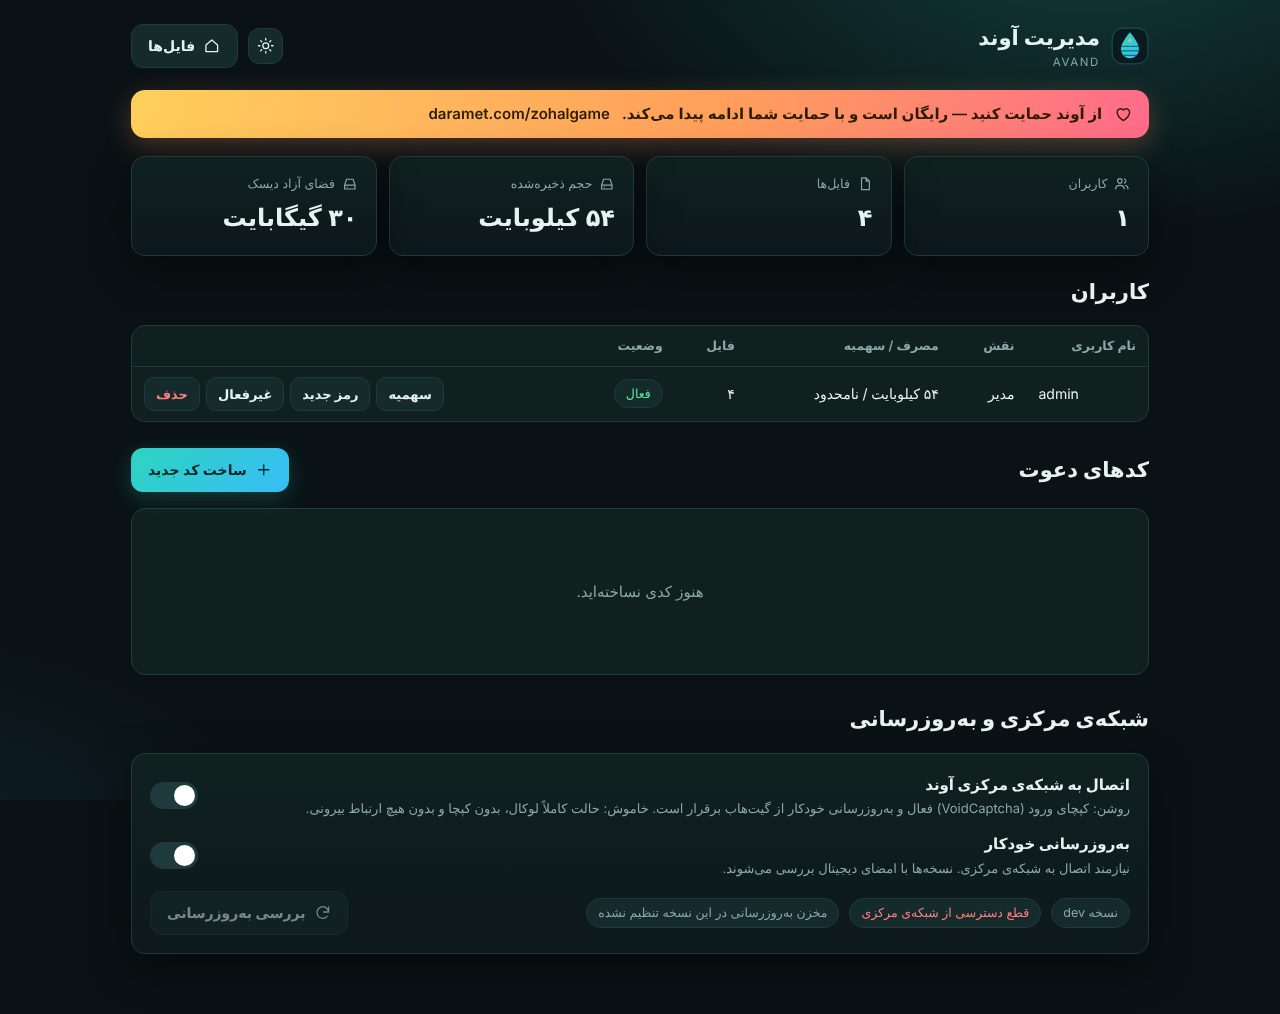 مدیریت آوند
AVAND
فایل‌ها
از آوند حمایت کنید — رایگان است و با حمایت شما ادامه پیدا می‌کند. daramet.com/zohalgame
کاربران
۱
فایل‌ها
۴
حجم ذخیره‌شده
۵۴ کیلوبایت
فضای آزاد دیسک
۳۰ گیگابایت
کاربران
نام کاربری نقش مصرف / سهمیه فایل وضعیت
admin مدیر ۵۴ کیلوبایت / نامحدود ۴ فعال سهمیه رمز جدید غیرفعال حذف
کدهای دعوت
ساخت کد جدید
هنوز کدی نساخته‌اید.
شبکه‌ی مرکزی و به‌روزرسانی
اتصال به شبکه‌ی مرکزی آوند
روشن: کپچای ورود (VoidCaptcha) فعال و به‌روزرسانی خودکار از گیت‌هاب برقرار است. خاموش: حالت کاملاً لوکال، بدون کپچا و بدون هیچ ارتباط بیرونی.
به‌روزرسانی خودکار
نیازمند اتصال به شبکه‌ی مرکزی. نسخه‌ها با امضای دیجیتال بررسی می‌شوند.
نسخه dev قطع دسترسی از شبکه‌ی مرکزی مخزن به‌روزرسانی در این نسخه تنظیم نشده بررسی به‌روزرسانی